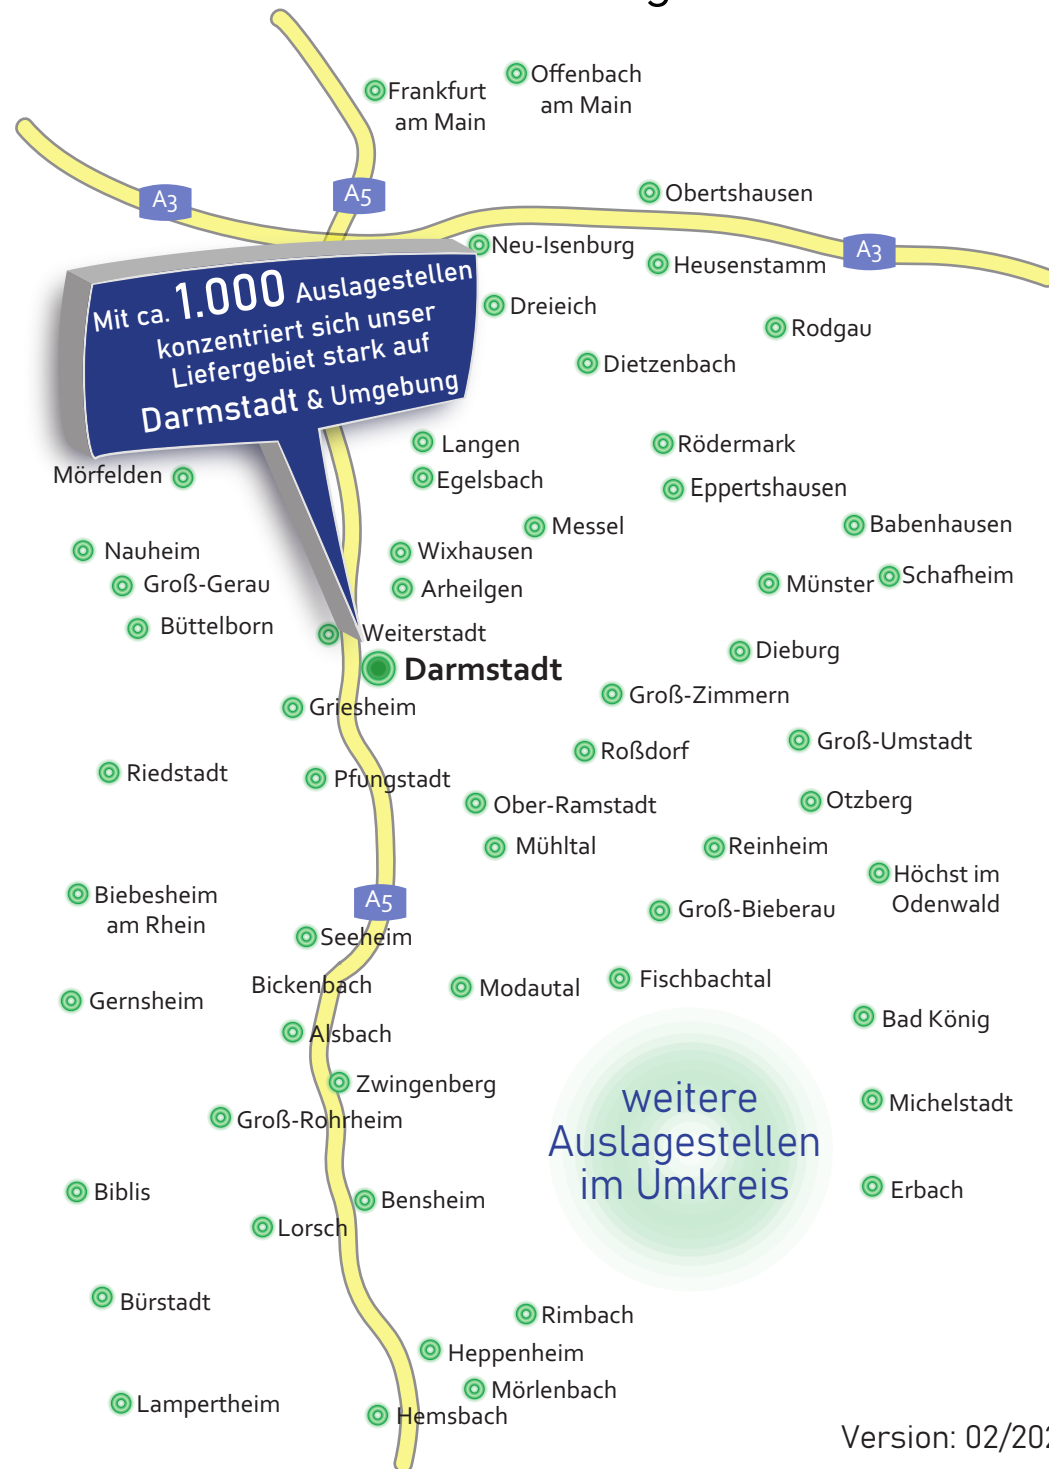 Offenbach
am Main
Frankfurt
am Main
A3
A5
Obertshausen
Neu-Isenburg
A3
Heusenstamm
Mit ca. 1.000 Auslagestellen
konzentriert sich unser
Liefergebiet stark auf
Darmstadt & Umgebung
Dreieich
Rodgau
Dietzenbach
Langen
Rödermark
Mörfelden
Egelsbach
Eppertshausen
Messel
Babenhausen
Nauheim
Wixhausen
Groß-Gerau
Arheilgen
Münster
Schafheim
Büttelborn
Weiterstadt
Dieburg
Darmstadt
Groß-Zimmern
Griesheim
Roßdorf
Groß-Umstadt
Riedstadt
Pfungstadt
Ober-Ramstadt
Otzberg
Mühltal
Reinheim
Höchst im
Odenwald
Biebesheim
am Rhein
A5
Groß-Bieberau
Seeheim
Bickenbach
Modautal
Fischbachtal
Gernsheim
Bad König
Alsbach
Zwingenberg
weitere
Auslagestellen
im Umkreis
Michelstadt
Groß-Rohrheim
Biblis
Bensheim
Erbach
Lorsch
Bürstadt
Rimbach
Heppenheim
Mörlenbach
Lampertheim
Hemsbach
Version: 02/202